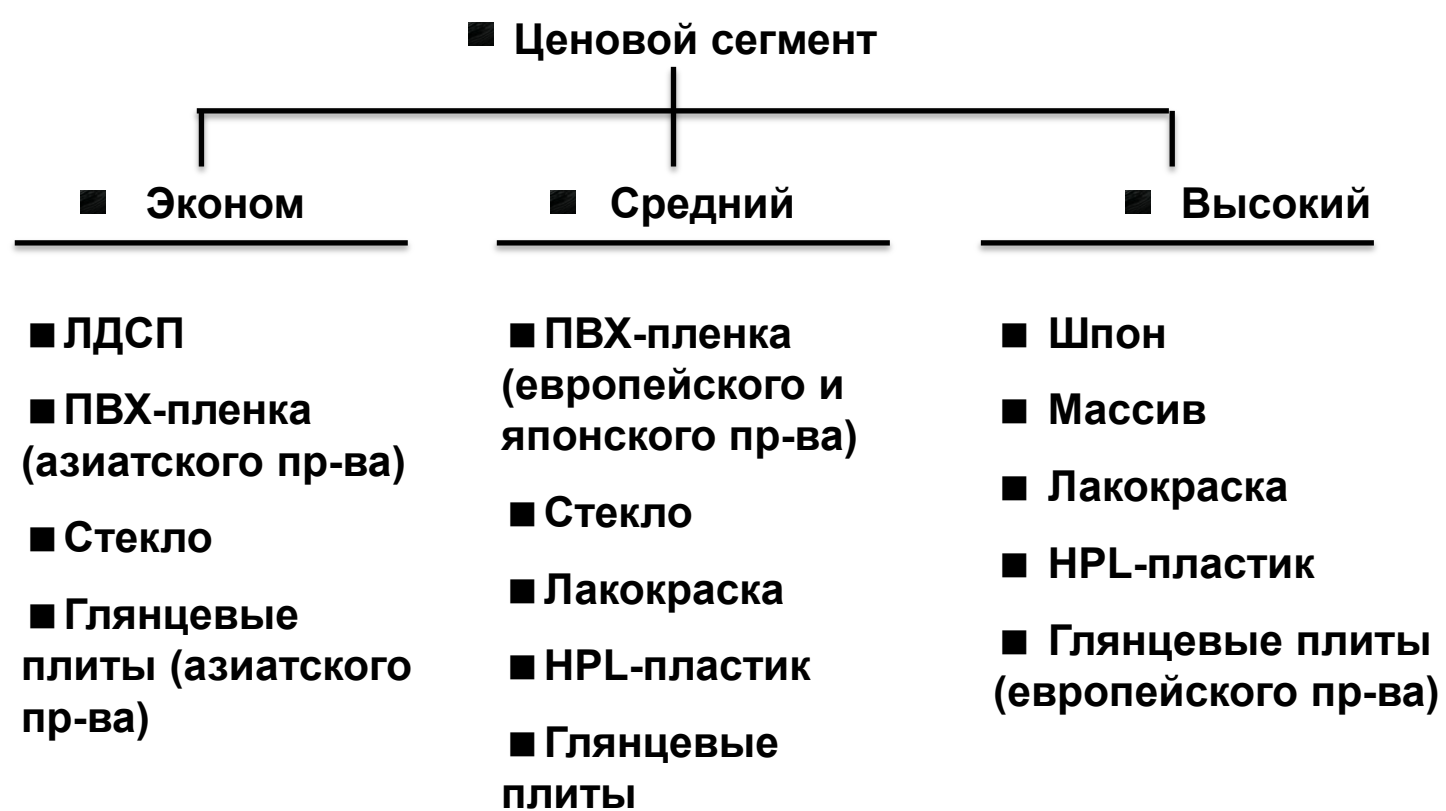 ■ Ценовой сегмент
■ Эконом
■ Средний
■ Высокий
■ ЛДСП
■ ПВХ-пленка
(азиатского пр-ва)
■ Стекло
■ Глянцевые
плиты (азиатского
пр-ва)
■ ПВХ-пленка
(европейского и
японского пр-ва)
■ Стекло
■ Лакокраска
■ HPL-пластик
■ Глянцевые
плиты
■ Шпон
■ Массив
■ Лакокраска
■ HPL-пластик
■ Глянцевые плиты
(европейского пр-ва)